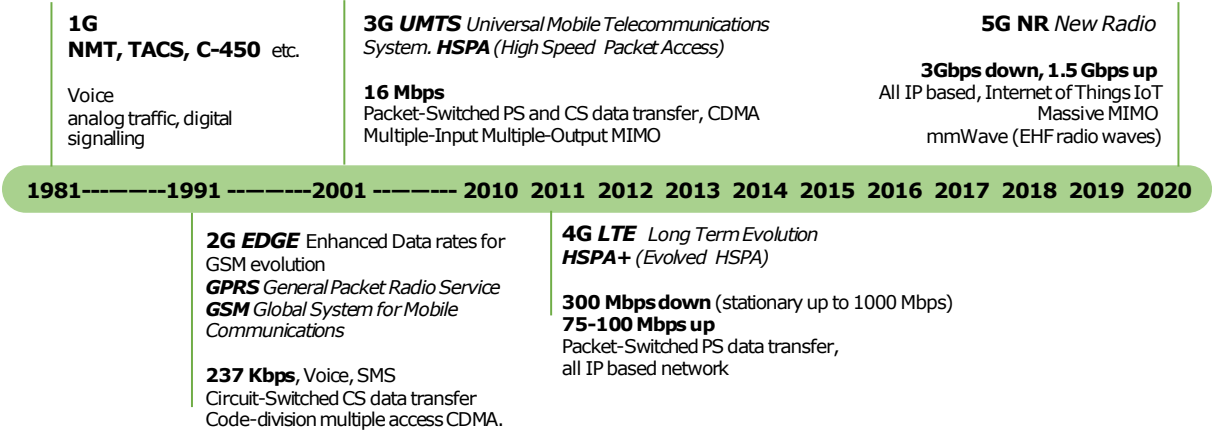 1G
NMT, TACS, C-450 etc.
Voice
analog traffic, digital
signalling
3G UMTS Universal Mobile Telecommunications
System. HSPA (High Speed Packet Access)
16 Mbps
Packet-Switched PS and CS data transfer, CDMA
Multiple-Input Multiple-Output MIMO
5G NR New Radio
3Gbps down, 1.5 Gbps up
All IP based, Internet of Things IoT
Massive MIMO
mmWave (EHF radio waves)
1981---------1991 ---------2001 --------- 2010 2011 2012 2013 2014 2015 2016 2017 2018 2019 2020
2G EDGE Enhanced Data rates for
GSM evolution
GPRS General Packet Radio Service
GSM Global System for Mobile
Communications
237 Kbps, Voice, SMS
Circuit-Switched CS data transfer
Code-division multiple access CDMA.
4G LTE Long Term Evolution
HSPA+ (Evolved HSPA)
300 Mbps down (stationary up to 1000 Mbps)
75-100 Mbps up
Packet-Switched PS data transfer,
all IP based network